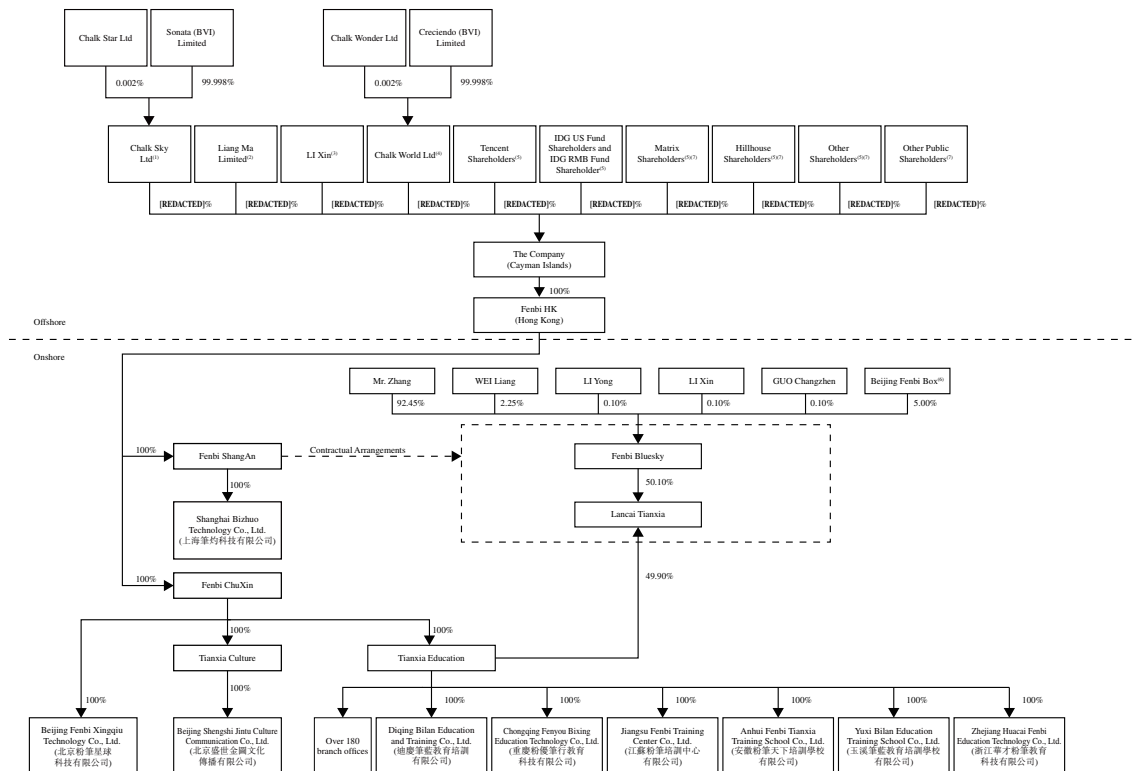 Chalk Star Ltd
Sonata (BVI)
Limited
Chalk Wonder Ltd
Creciendo (BVI)
Limited
0.002%
99.998%
0.002%
99.998%
Chalk Sky
Ltd(1)
Liang Ma
Limited(2)
LI Xin(3)
Chalk World Ltd(4)
Tencent
Shareholders(5)
IDG US Fund
Shareholders and
IDG RMB Fund
Shareholder(5)
Matrix
Shareholders(5)(7)
Hillhouse
Shareholders(5)(7)
Other
Shareholders(5)(7)
Other Public
Shareholders(7)
[REDACTED]%
[REDACTED]%
[REDACTED]%
[REDACTED]%
[REDACTED]%
[REDACTED]%
[REDACTED]%
[REDACTED]%
[REDACTED]%
[REDACTED]%
The Company
(Cayman Islands)
100%
Fenbi HK
(Hong Kong)
Offshore
Onshore
Mr. Zhang
WEI Liang
LI Yong
LI Xin
GUO Changzhen
Beijing Fenbi Box(6)
92.45%
2.25%
0.10%
0.10%
0.10%
5.00%
100%
Fenbi ShangAn
Contractual Arrangements
Fenbi Bluesky
100%
50.10%
Shanghai Bizhuo
Technology Co., Ltd.
(上海筆灼科技有限公司)
Lancai Tianxia
100%
Fenbi ChuXin
49.90%
100%
100%
100%
Tianxia Culture
Tianxia Education
100%
100%
100%
100%
100%
100%
100%
100%
Beijing Fenbi Xingqiu
Technology Co., Ltd.
(北京粉筆星球
科技有限公司)
Beijing Shengshi Jintu Culture
Communication Co., Ltd.
(北京盛世金圖文化
傳播有限公司)
Over 180
branch offices
Diqing Bilan Education
and Training Co., Ltd.
(迪慶筆藍教育培訓
有限公司)
Chongqing Fenyou Bixing
Education Technology Co., Ltd.
(重慶粉優筆行教育
科技有限公司)
Jiangsu Fenbi Training
Center Co., Ltd.
(江蘇粉筆培訓中心
有限公司)
Anhui Fenbi Tianxia
Training School Co., Ltd.
(安徽粉筆天下培訓學校
有限公司)
Yuxi Bilan Education
Training School Co., Ltd.
(玉溪筆藍教育培訓學校
有限公司)
Zhejiang Huacai Fenbi
Education Technology Co., Ltd.
(浙江華才粉筆教育
科技有限公司)